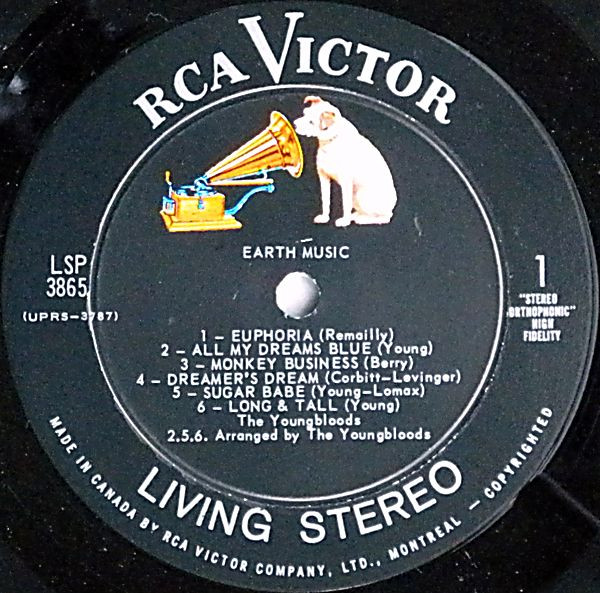 RCA VICTOR
EARTH MUSIC
LSP
3865
(UPRS-3787)
1
"STEREO
ORTHOPHONIC"
HIGH
FIDELITY
1 – EUPHORIA (Remailly)
2 – ALL MY DREAMS BLUE (Young)
3 – MONKEY BUSINESS (Berry)
4 – DREAMER'S DREAM (Corbitt–Levinger)
5 – SUGAR BABE (Young–Lomax)
6 – LONG & TALL (Young)
The Youngbloods
2.5.6. Arranged by The Youngbloods
LIVING STEREO
MADE IN CANADA BY RCA VICTOR COMPANY, LTD., MONTREAL – COPYRIGHTED